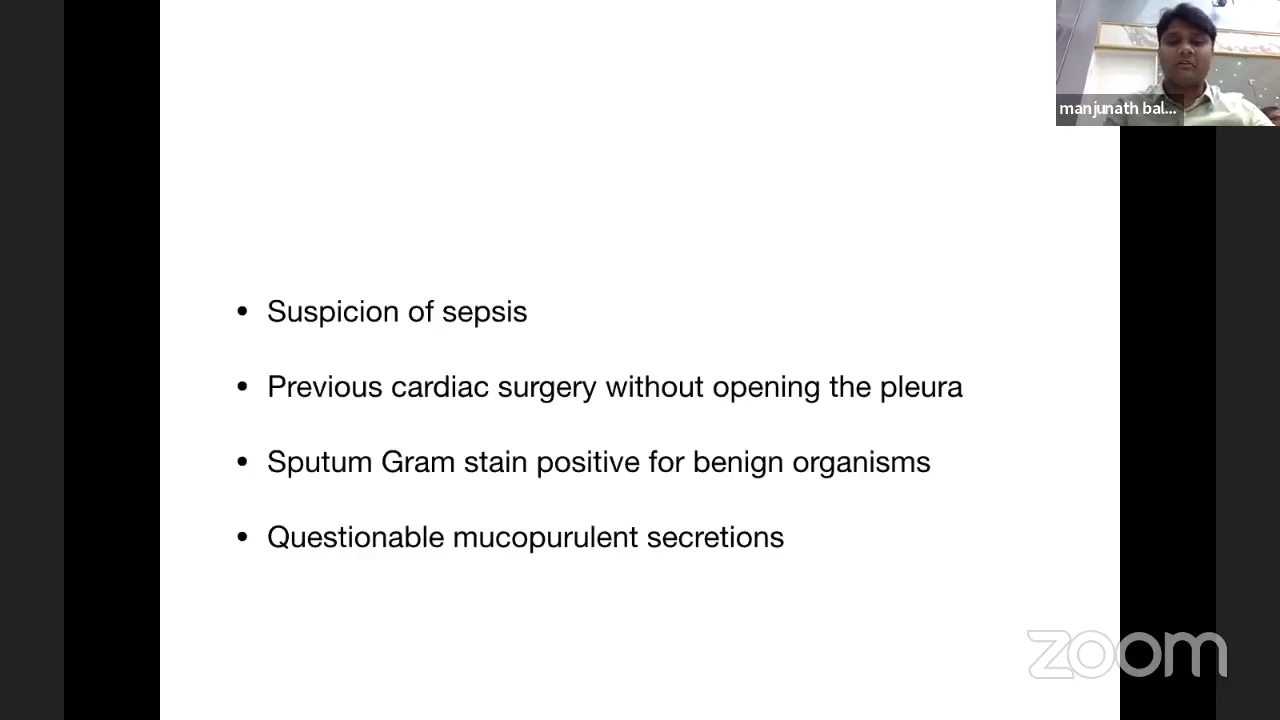 manjunath bal...
• Suspicion of sepsis
• Previous cardiac surgery without opening the pleura
• Sputum Gram stain positive for benign organisms
• Questionable mucopurulent secretions
zoom